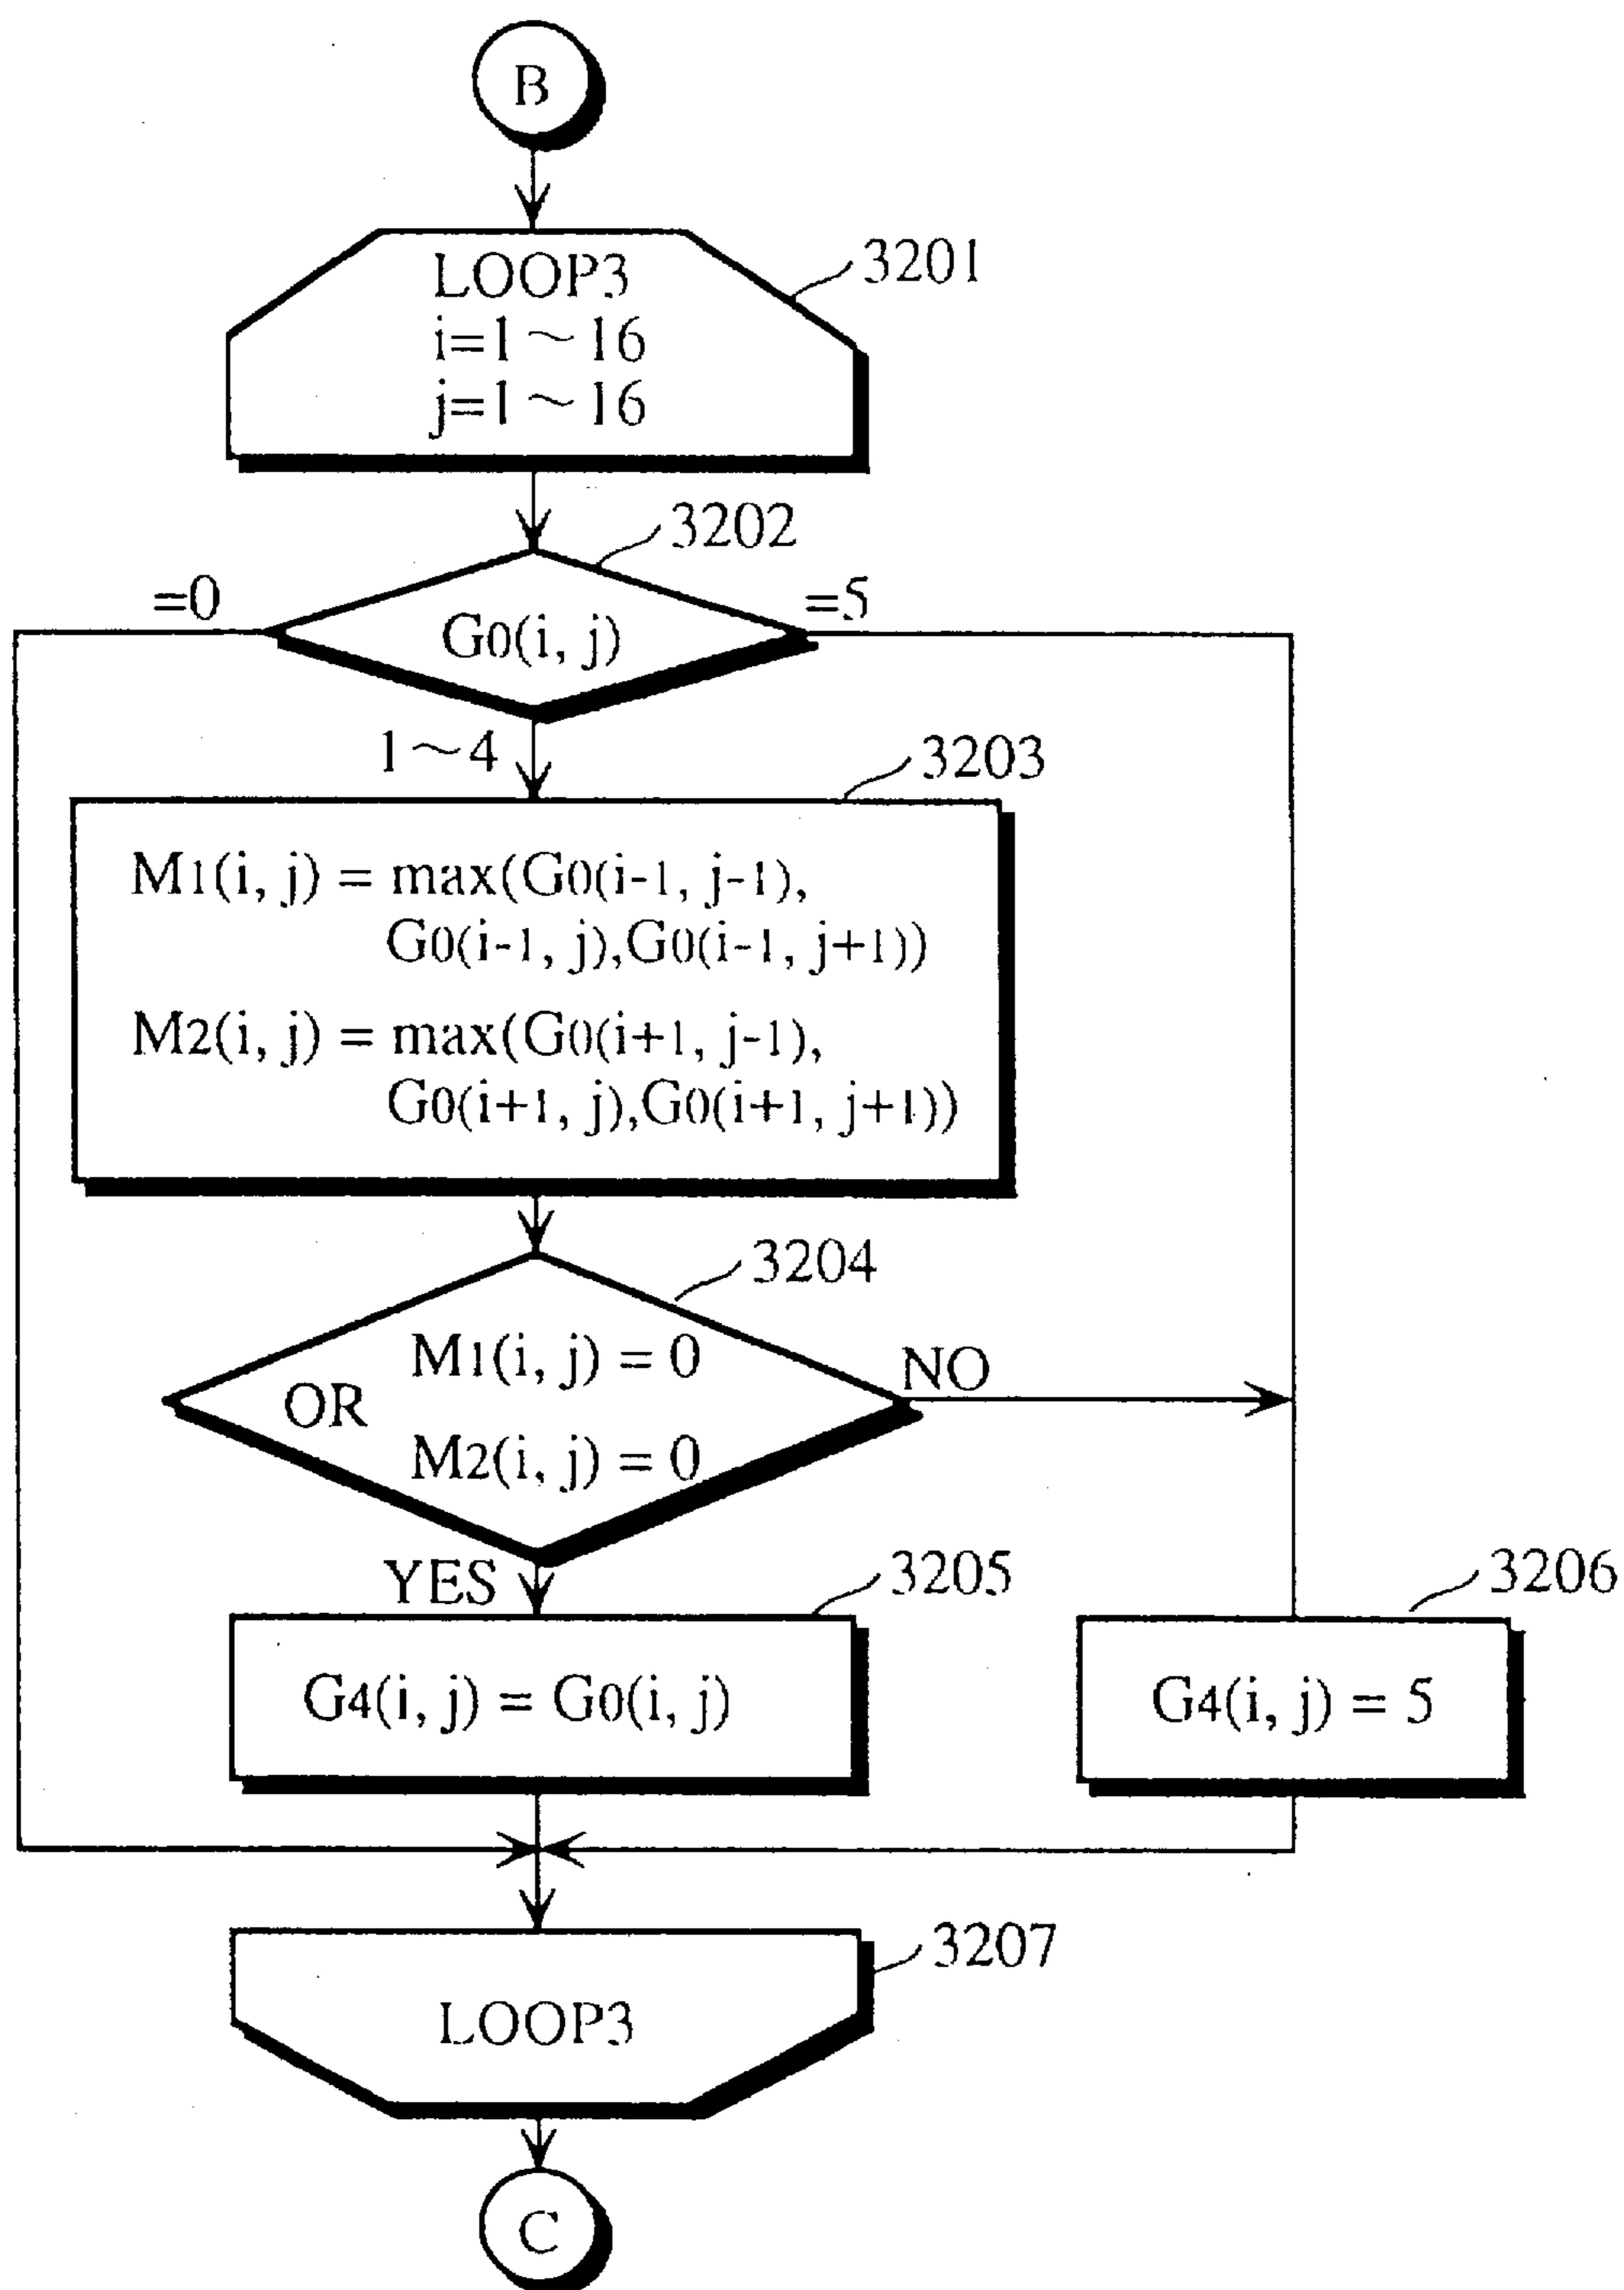 B
LOOP3
3201
i=1～16
j=1～16
3202
=0
=5
G0(i, j)
1～4
3203
M1(i, j) = max(G0(i-1, j-1),
G0(i-1, j),G0(i-1, j+1))
M2(i, j) = max(G0(i+1, j-1),
G0(i+1, j),G0(i+1, j+1))
3204
M1(i, j) = 0
NO
OR
M2(i, j) = 0
YES
3205
3206
G4(i, j) = G0(i, j)
G4(i, j) = 5
3207
LOOP3
C